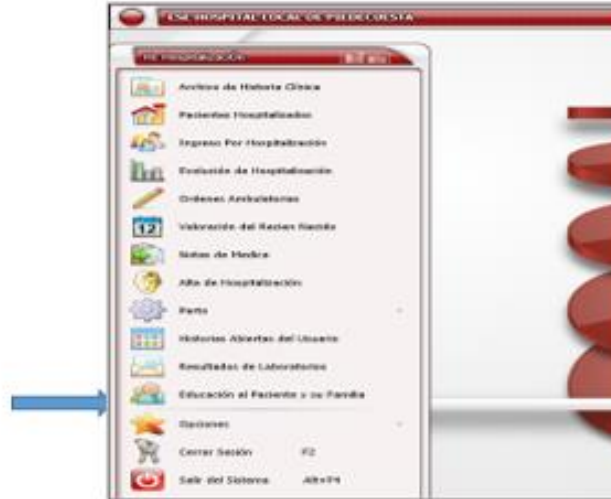 ESE HOSPITAL LOCAL DE PIEDECUESTA
HC Hospitalización
Archivo de Historia Clínica
Pacientes Hospitalizados
Ingreso Por Hospitalización
Evolución de Hospitalización
Ordenes Ambulatorias
12
Valoración del Recien Nacido
Notas de Medico
Alta de Hospitalización
Parto
Historias Abiertas del Usuario
Resultados de Laboratorios
Educación al Paciente y su Familia
Opciones
Cerrar Sesión F2
Salir del Sistema Alt+F4